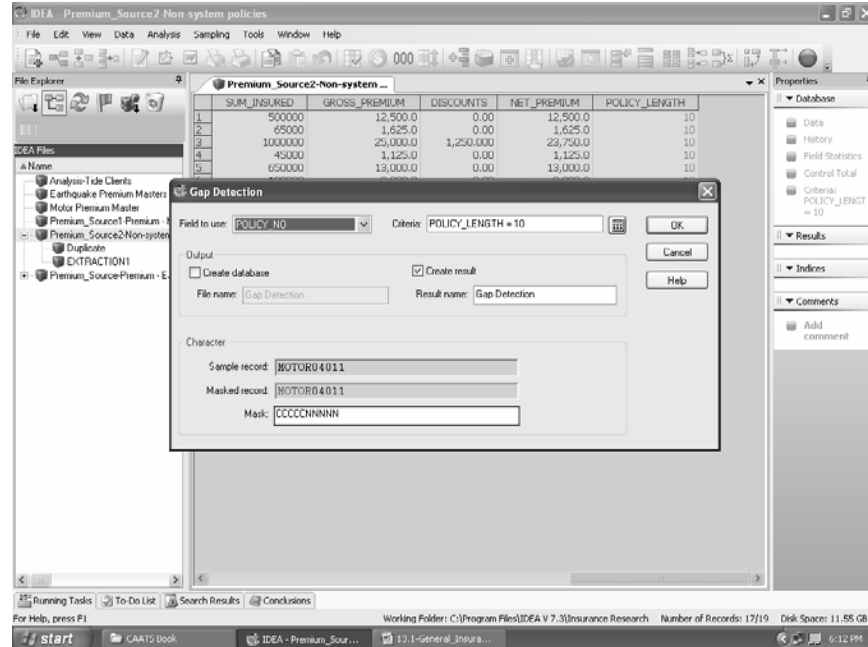 IDEA - Premium_Source2-Non-system policies
File Edit View Data Analysis Sampling Tools Window Help
File Explorer
Premium_Source2-Non-system ...
Properties
SUM_INSURED GROSS_PREMIUM DISCOUNTS NET_PREMIUM POLICY_LENGTH
1 500000 12,500.0 0.00 12,500.0 10
2 65000 1,625.0 0.00 1,625.0 10
3 1000000 25,000.0 1,250.000 23,750.0 10
4 45000 1,125.0 0.00 1,125.0 10
5 650000 13,000.0 0.00 13,000.0 10
Database
Data
History
Field Statistics
Control Total
Criteria:
POLICY_LENGT
= 10
Results
Indices
Comments
Add
comment
IDEA Files
Name
Analysis-Tide Clients
Earthquake Premium Masters
Motor Premium Master
Premium_Source1-Premium -
Premium_Source2-Non-system
Duplicate
EXTRACTION1
Premium_Source-Premium - E
Gap Detection
Field to use: POLICY_NO Criteria: POLICY_LENGTH = 10 OK
Output Cancel
Create database Create result Help
File name: Gap Detection Result name: Gap Detection
Character
Sample record: MOTOR04011
Masked record: MOTOR04011
Mask: CCCCCNNNNN
Running Tasks To-Do List Search Results Conclusions
For Help, press F1 Working Folder: C:\Program Files\IDEA V 7.3\Insurance Research Number of Records: 17/19 Disk Space: 11.55 GB
start CAATS Book IDEA - Premium_Sour... 13.1-General_Insura... 6:12 PM